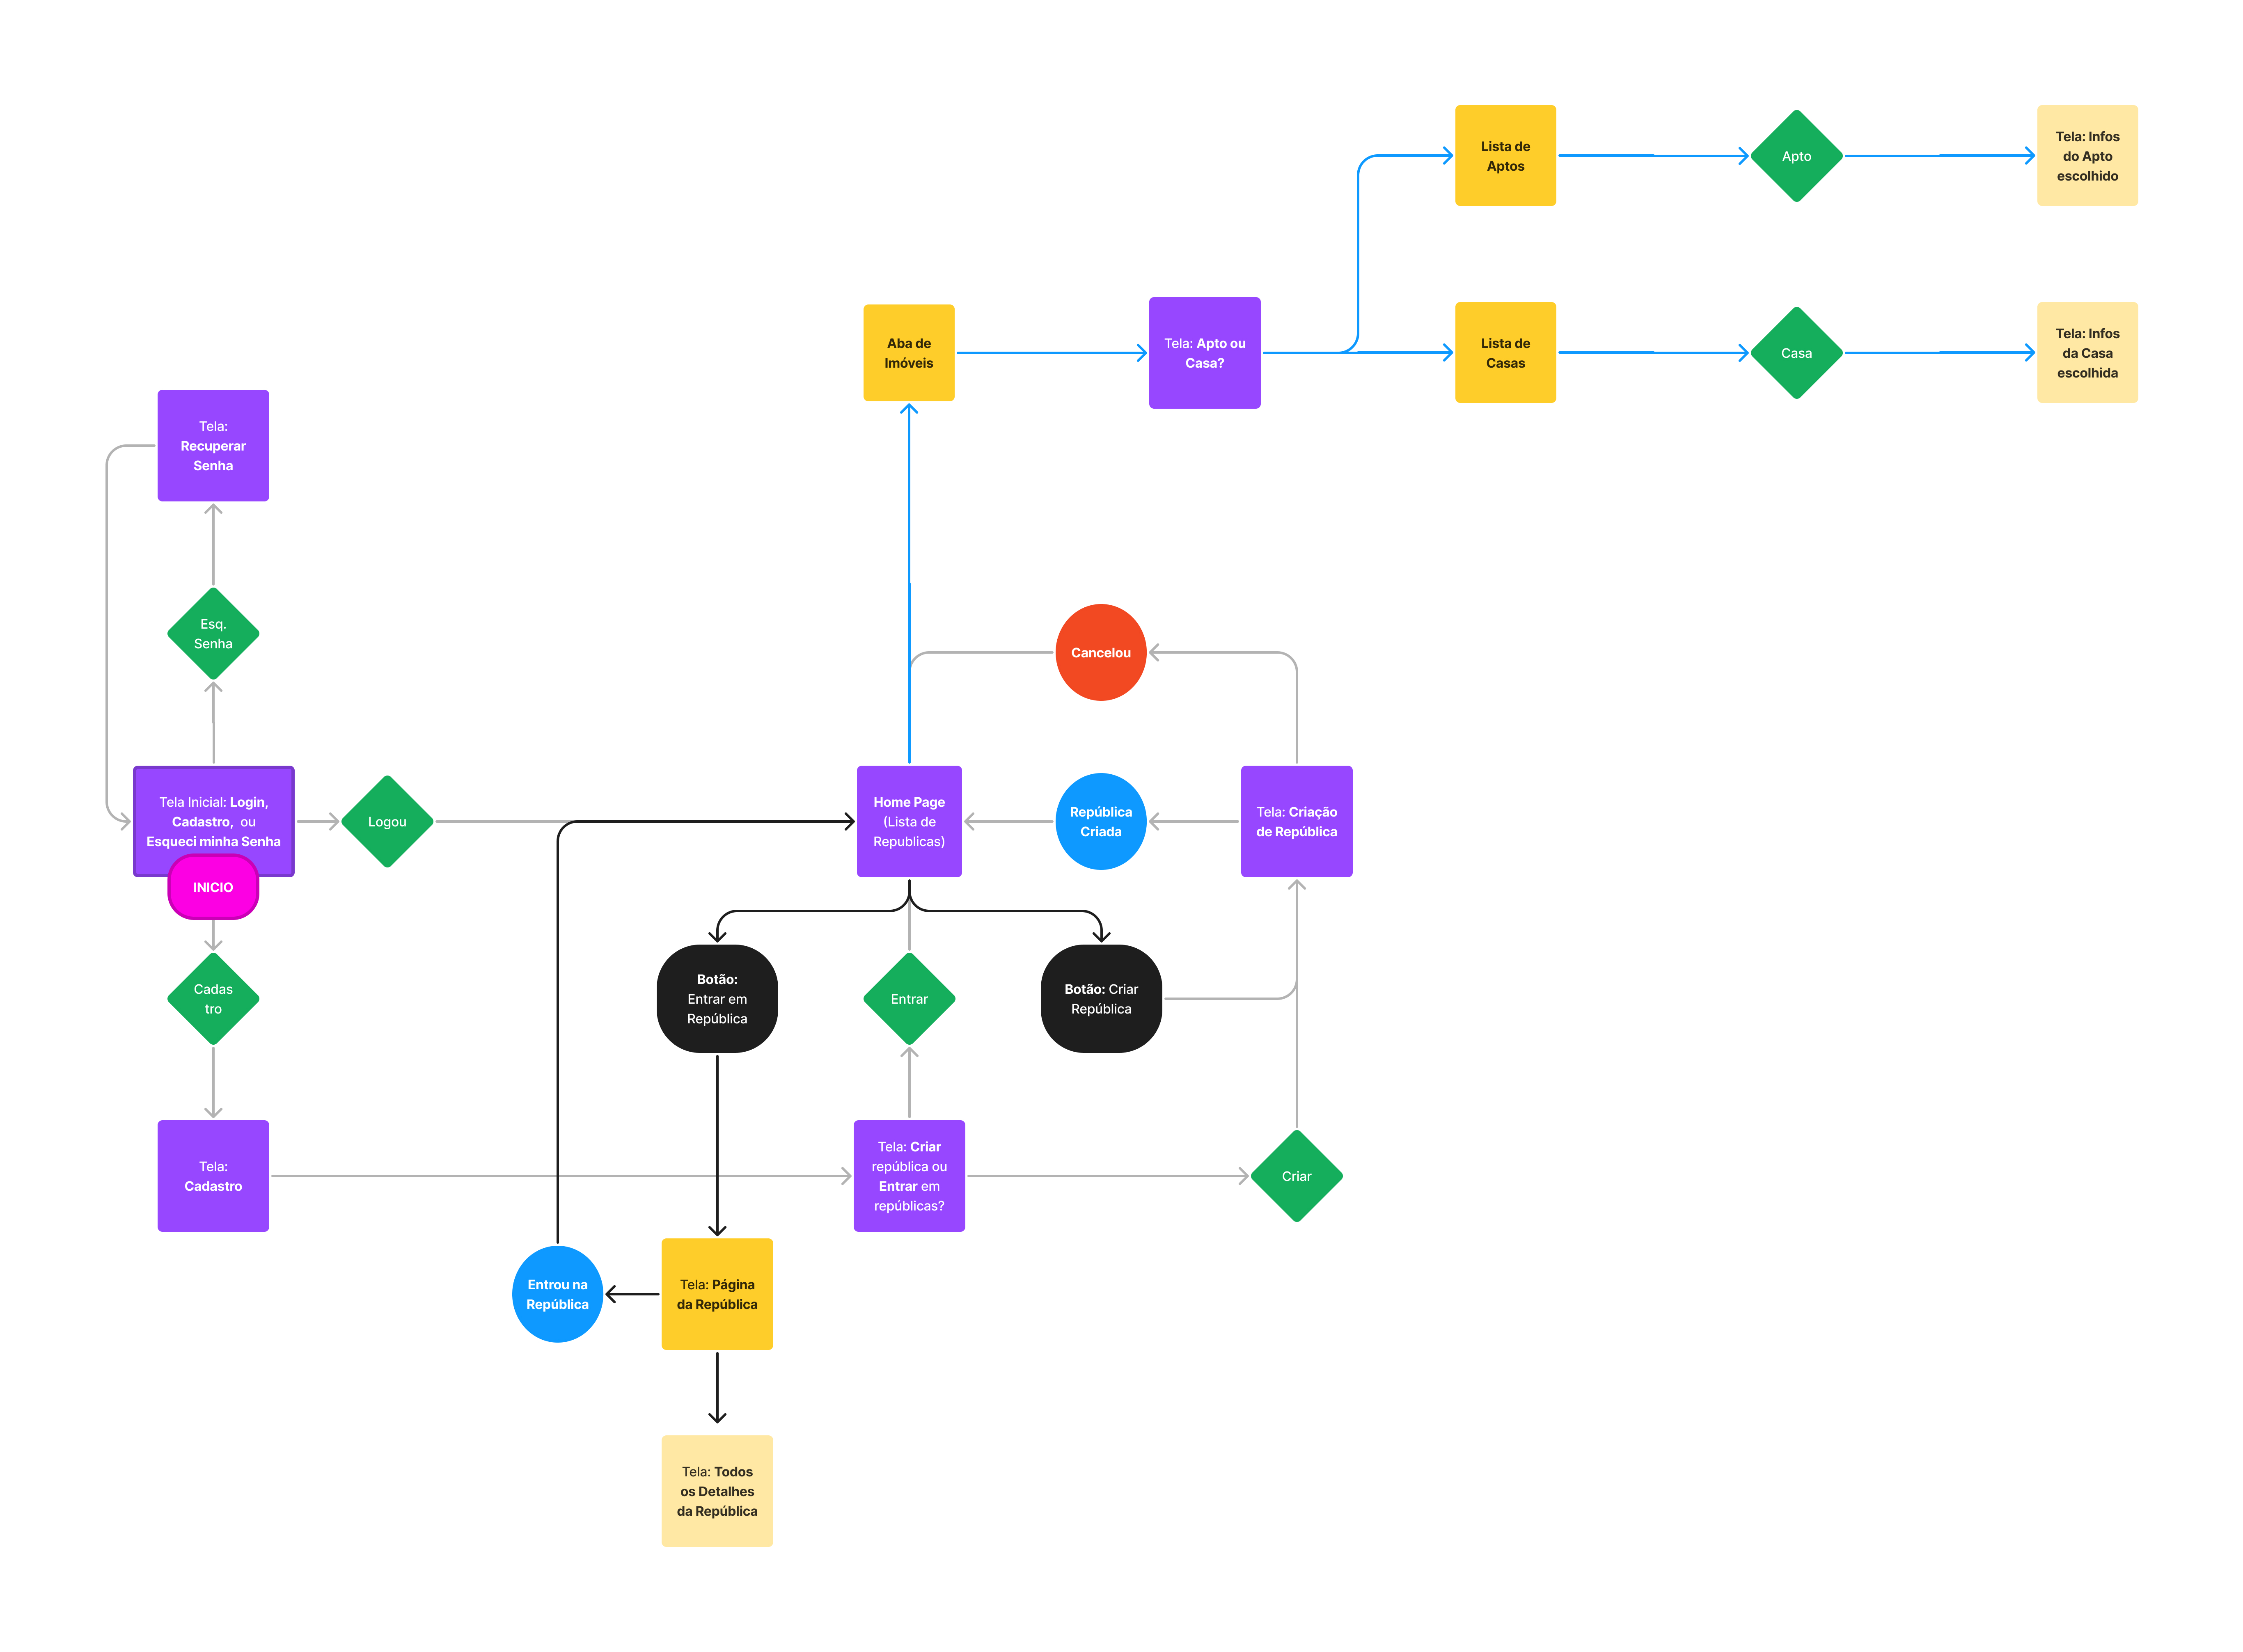 Lista de
Aptos
Apto
Tela: Infos
do Apto
escolhido
Aba de
Imóveis
Tela: Apto ou
Casa?
Lista de
Casas
Casa
Tela: Infos
da Casa
escolhida
Tela:
Recuperar
Senha
Esq.
Senha
Cancelou
Tela Inicial: Login,
Cadastro, ou
Esqueci minha Senha
INICIO
Logou
Home Page
(Lista de
Republicas)
República
Criada
Tela: Criação
de República
Cadas
tro
Botão:
Entrar em
República
Entrar
Botão: Criar
República
Tela:
Cadastro
Tela: Criar
república ou
Entrar em
repúblicas?
Criar
Entrou na
República
Tela: Página
da República
Tela: Todos
os Detalhes
da República